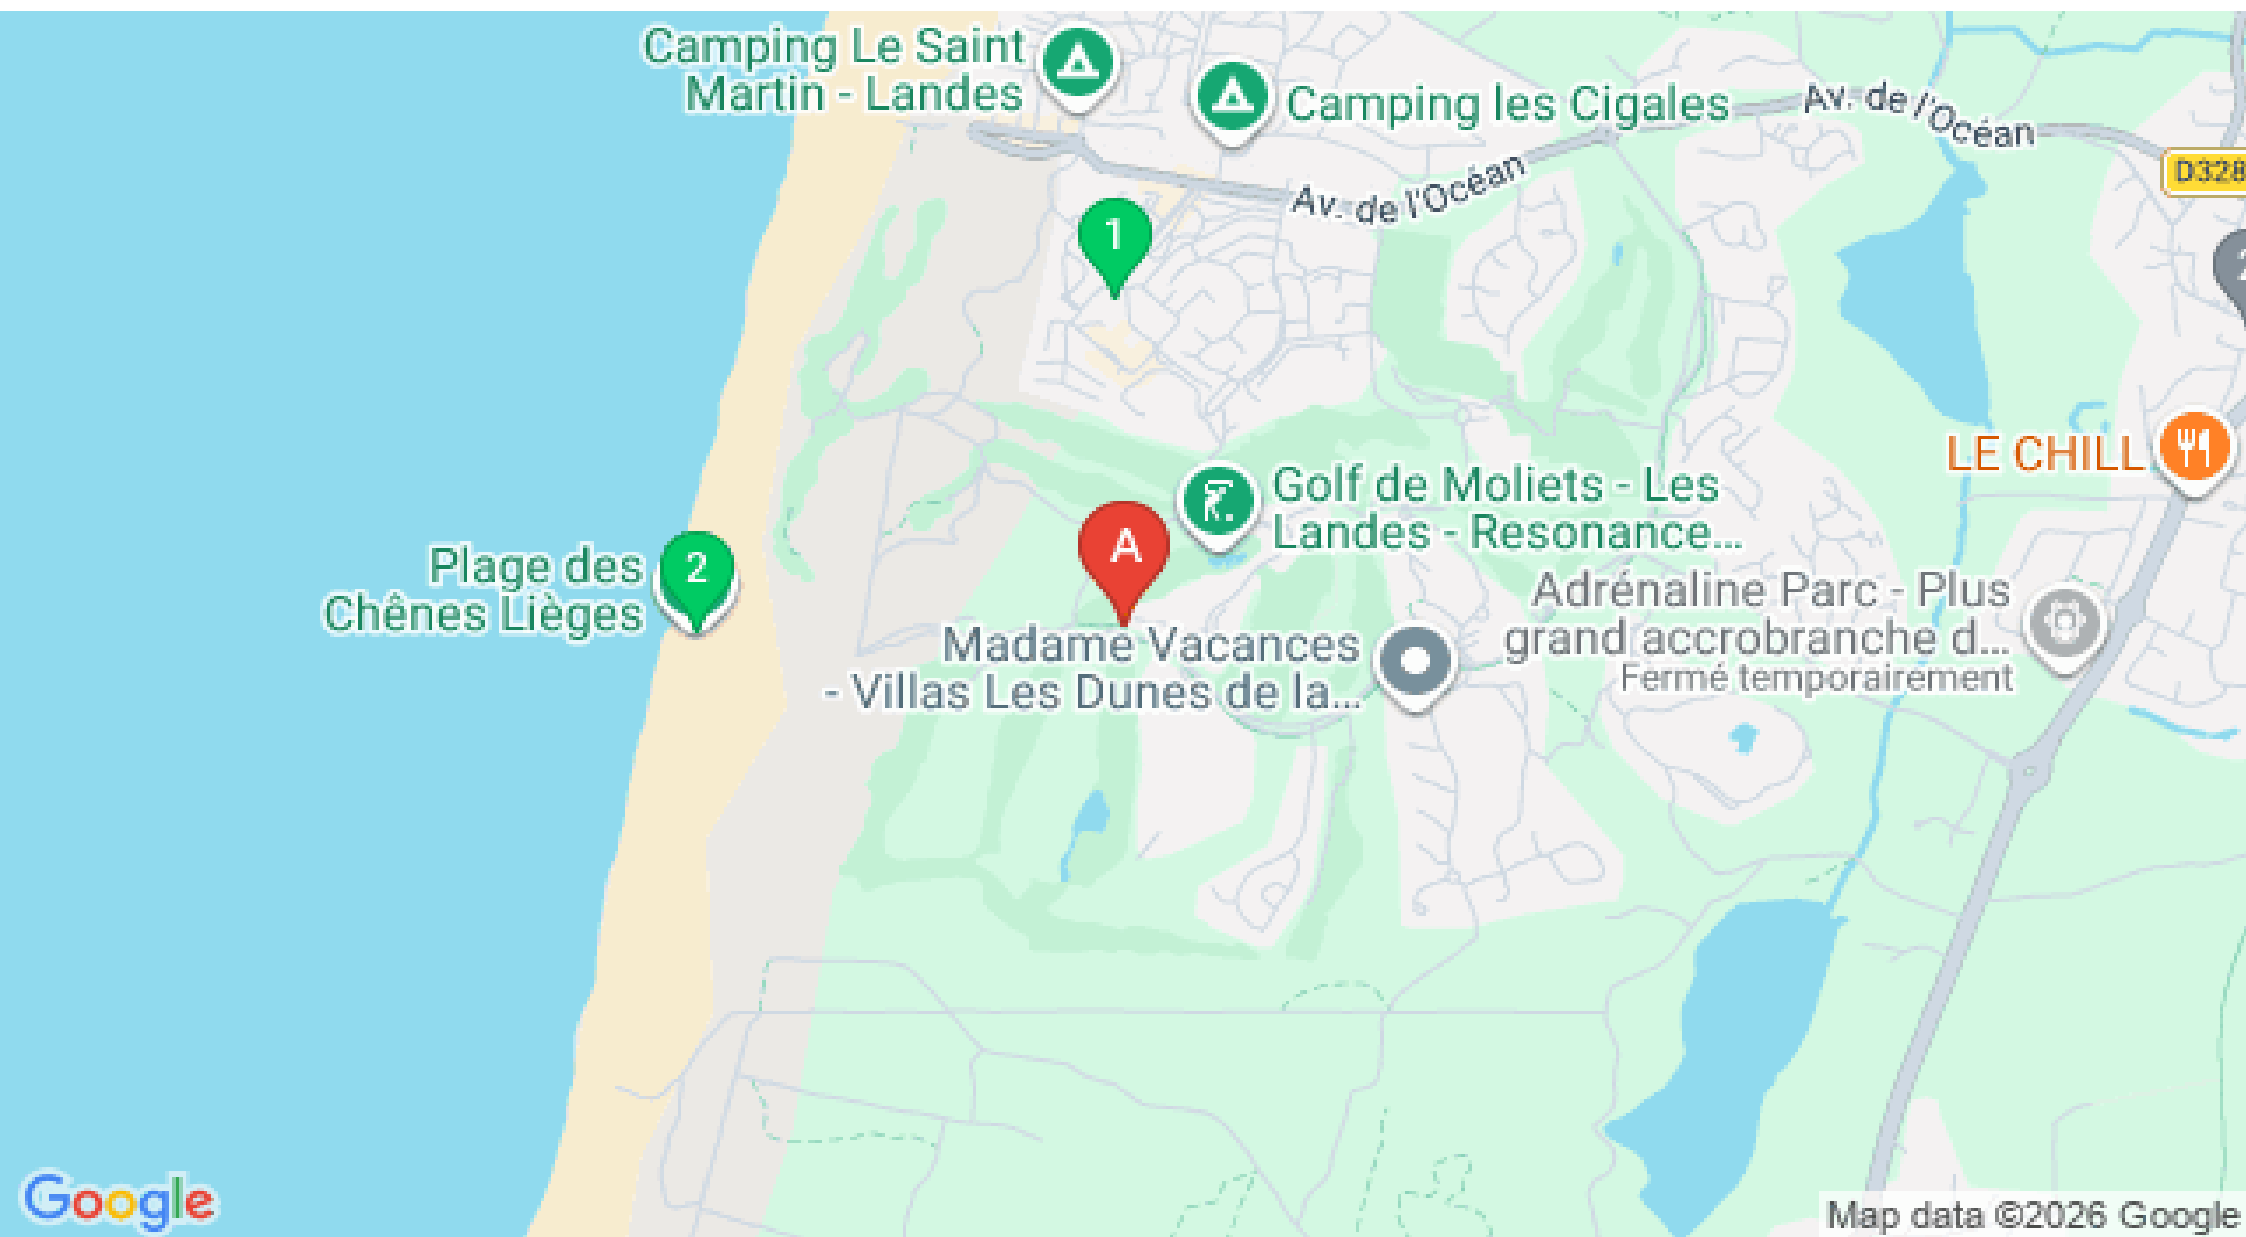 Camping Le Saint
Martin - Landes
Camping les Cigales
Av. de l'Océan
D328
Av. de l'Océan
1
LE CHILL
Golf de Moliets - Les
Landes - Resonance...
A
Plage des
Chênes Lièges
2
Adrénaline Parc - Plus
grand accrobranche d...
Fermé temporairement
Madame Vacances
- Villas Les Dunes de la...
Google
Map data ©2026 Google